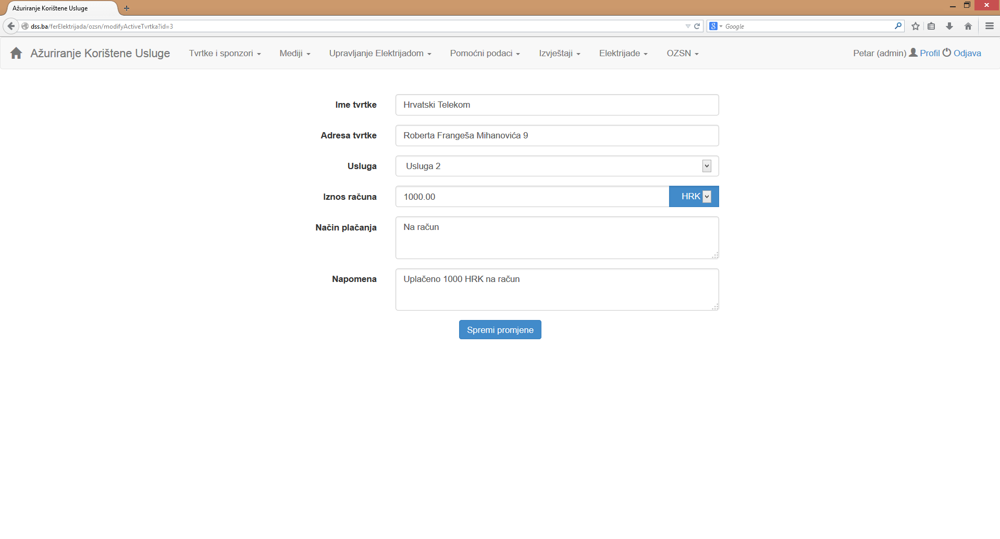 Ažuriranje Korištene Usluge
dss.ba/ferElektrijada/ozsn/modifyActiveTvrtka?id=3
Google
Ažuriranje Korištene Usluge Tvrtke i sponzori Mediji Upravljanje Elektrijadom Pomoćni podaci Izvještaji Elektrijade OZSN Petar (admin) Profil Odjava
Ime tvrtke Hrvatski Telekom
Adresa tvrtke Roberta Frangeša Mihanovića 9
Usluga Usluga 2
Iznos računa 1000.00 HRK
Način plačanja Na račun
Napomena Uplačeno 1000 HRK na račun
Spremi promjene